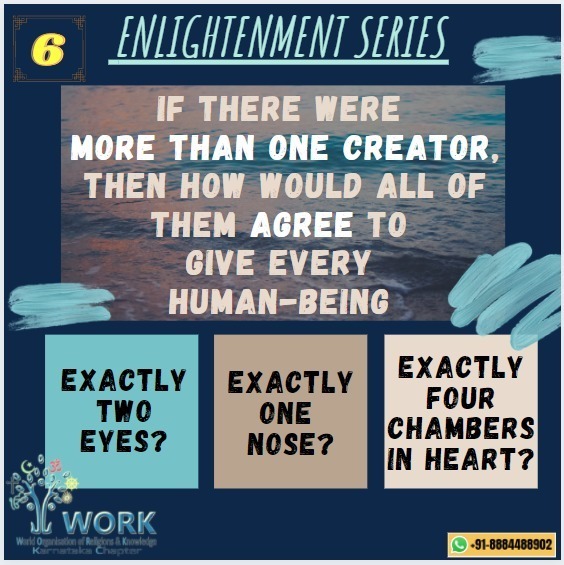 6
ENLIGHTENMENT SERIES
IF THERE WERE
MORE THAN ONE CREATOR,
THEN HOW WOULD ALL OF
THEM AGREE TO
GIVE EVERY
HUMAN-BEING
EXACTLY
TWO
EYES?
EXACTLY
ONE
NOSE?
EXACTLY
FOUR
CHAMBERS
IN HEART?
WORK
World Organisation of Religions & Knowledge
Karnataka Chapter
+91-8884488902